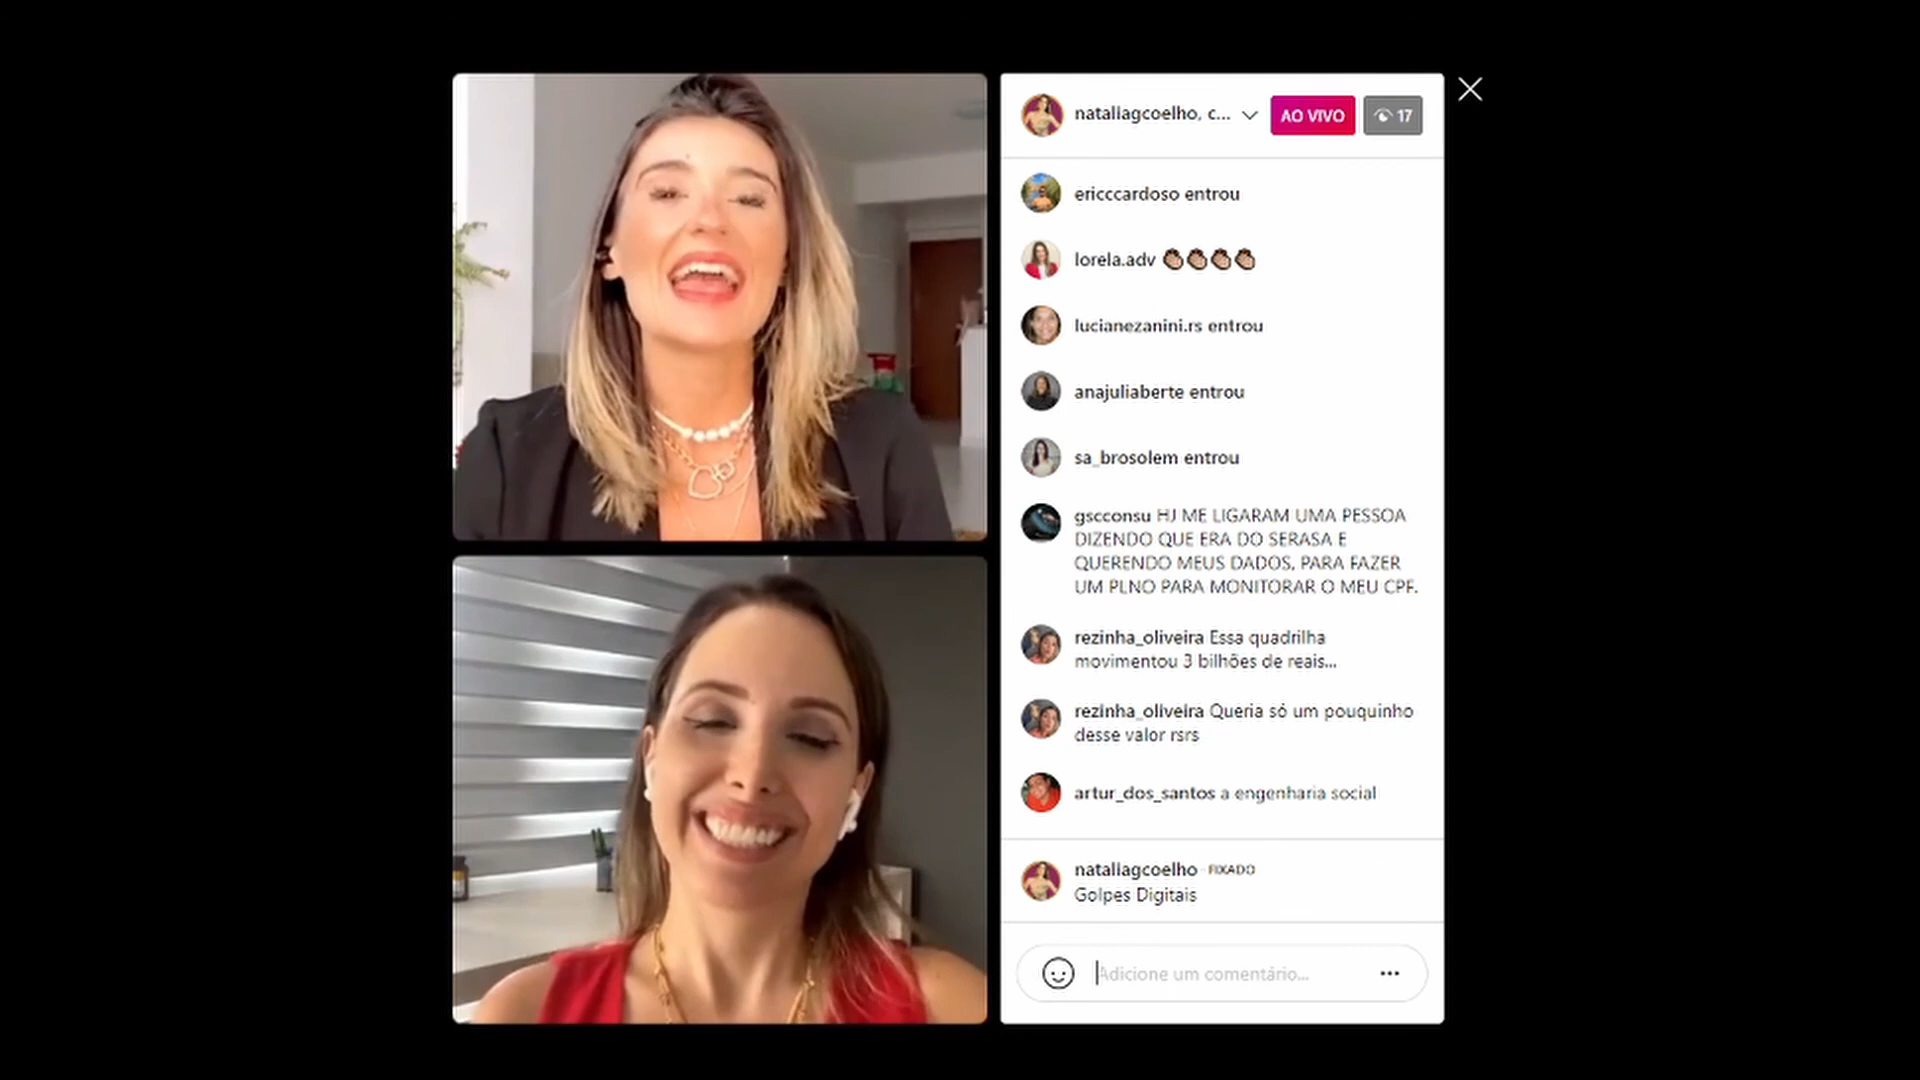 nataliagcoelho, c...
AO VIVO
17
ericccardoso entrou
lorela.adv
lucianezanini.rs entrou
anajuliaberte entrou
sa_brosolem entrou
gscconsu HJ ME LIGARAM UMA PESSOA
DIZENDO QUE ERA DO SERASA E
QUERENDO MEUS DADOS, PARA FAZER
UM PLNO PARA MONITORAR O MEU CPF.
rezinha_oliveira Essa quadrilha
movimentou 3 bilhões de reais...
rezinha_oliveira Queria só um pouquinho
desse valor rsrs
artur_dos_santos a engenharia social
nataliagcoelho · FIXADO
Golpes Digitais
Adicione um comentário...